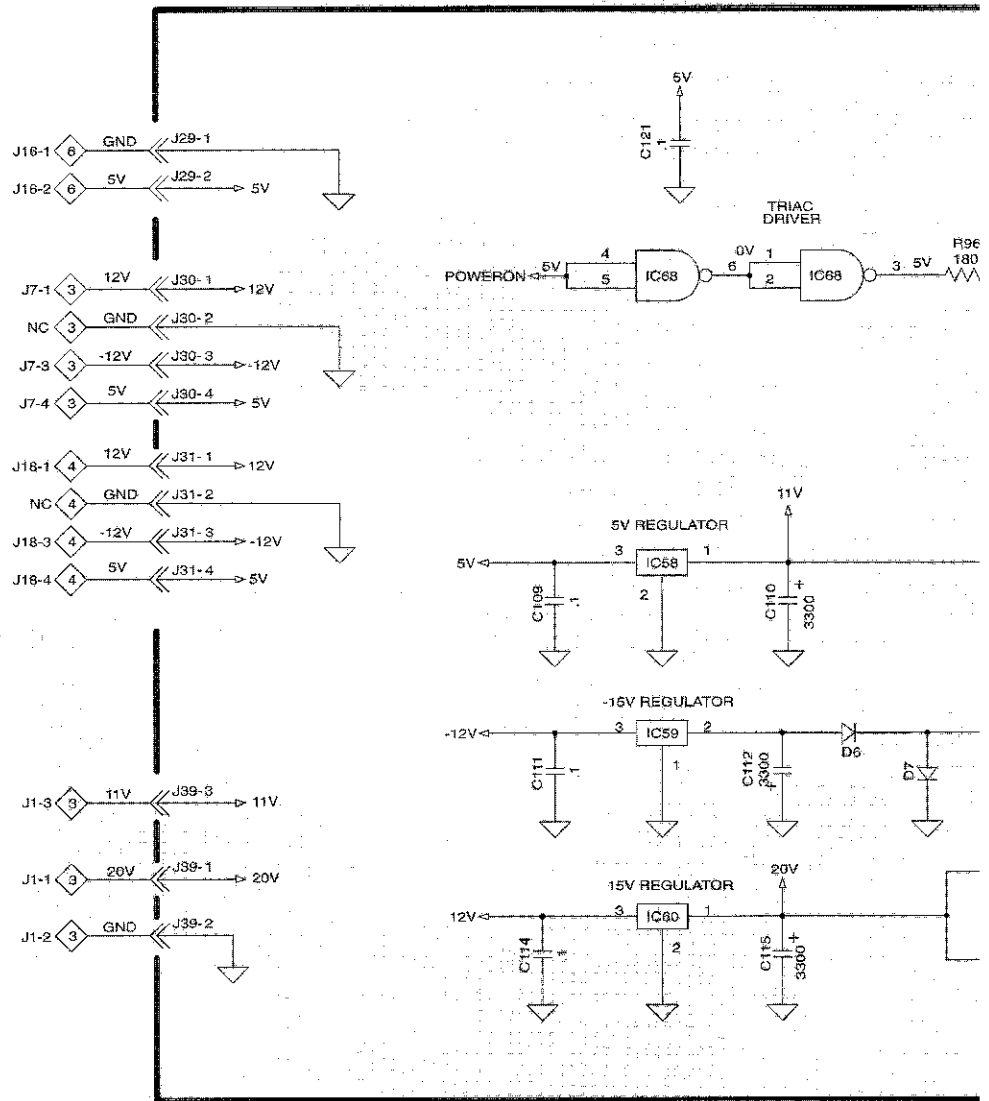 5V
C121
.1
J16-1 6 GND J29-1
J16-2 6 5V J29-2 5V
TRIAC
DRIVER
R96
180
POWERON 5V 4 5 IC68 6 0V 1 2 IC68 3 5V
J7-1 3 12V J30-1 12V
NC 3 GND J30-2
J7-3 3 -12V J30-3 -12V
J7-4 3 5V J30-4 5V
J18-1 4 12V J31-1 12V
NC 4 GND J31-2
J18-3 4 -12V J31-3 -12V
J16-4 4 5V J31-4 5V
11V
5V REGULATOR
5V 3 IC58 1
2
C109
.1
C110
+
3300
-15V REGULATOR
-12V 3 IC59 2
1
C111
.1
C112
3300
+
D6
D7
J1-3 3 11V J39-3 11V
J1-1 3 20V J39-1 20V
J1-2 3 GND J39-2
20V
15V REGULATOR
12V 3 IC60 1
2
C114
C115
+
3300